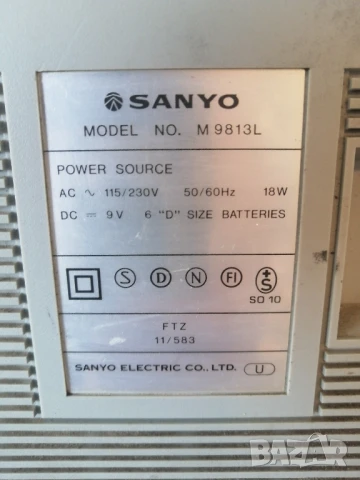 SANYO
MODEL NO. M 9813L
POWER SOURCE
AC ~ 115/230V 50/60Hz 18W
DC ⎓ 9V 6 "D" SIZE BATTERIES
S D N FI +S
SO 10
FTZ
11/583
SANYO ELECTRIC CO., LTD. U
BAZAR